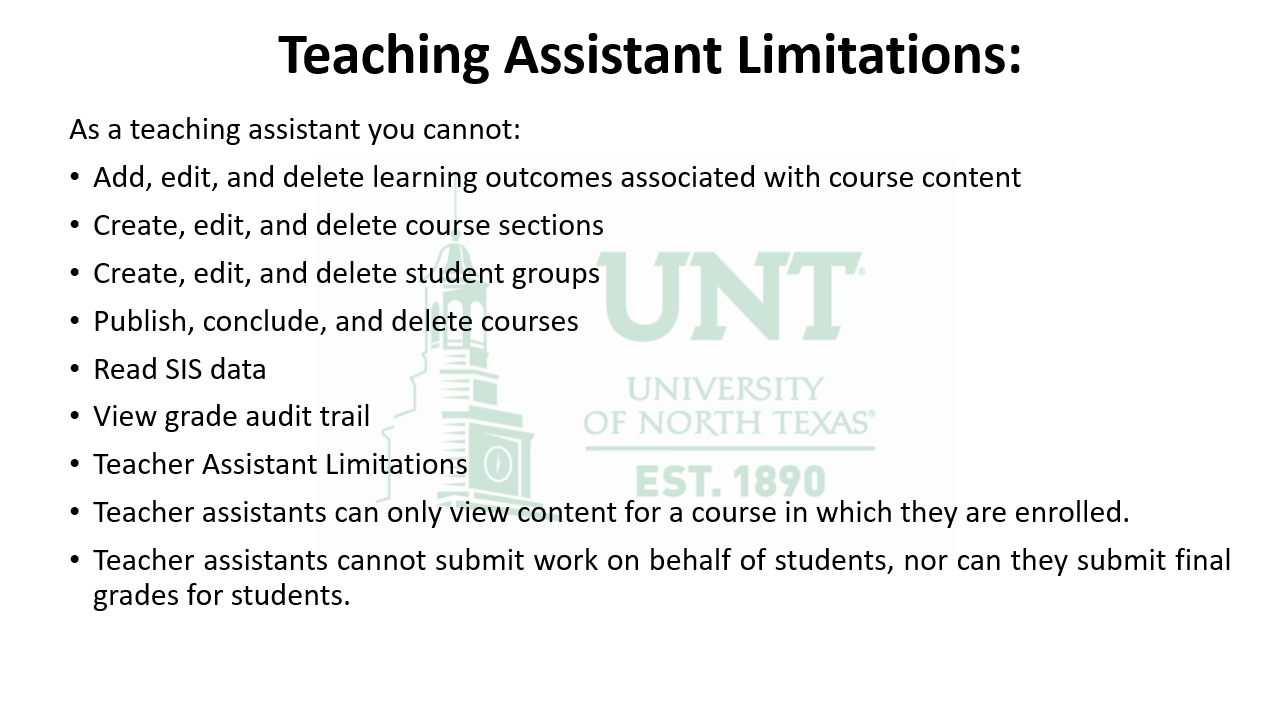 Teaching Assistant Limitations:
As a teaching assistant you cannot:
• Add, edit, and delete learning outcomes associated with course content
• Create, edit, and delete course sections
• Create, edit, and delete student groups
• Publish, conclude, and delete courses
• Read SIS data
• View grade audit trail
• Teacher Assistant Limitations
• Teacher assistants can only view content for a course in which they are enrolled.
• Teacher assistants cannot submit work on behalf of students, nor can they submit final
grades for students.
UNT®
UNIVERSITY
OF NORTH TEXAS®
EST. 1890